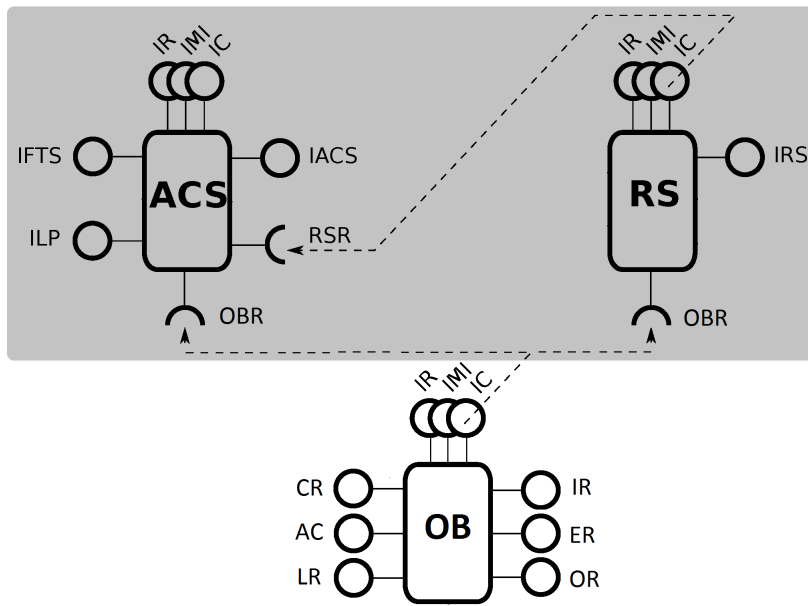 IR IMI IC
IR IMI IC
IFTS
IACS
IRS
ACS
RS
ILP
RSR
OBR
OBR
IR IMI IC
CR
IR
AC
OB
ER
LR
OR